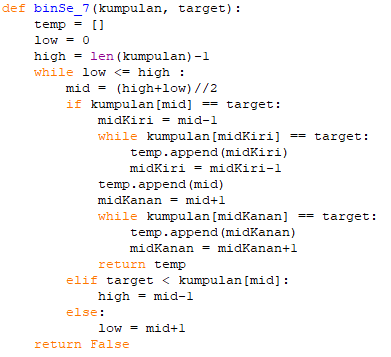 def binSe_7(kumpulan, target):
    temp = []
    low = 0
    high = len(kumpulan)-1
    while low <= high :
        mid = (high+low)//2
        if kumpulan[mid] == target:
            midKiri = mid-1
            while kumpulan[midKiri] == target:
                temp.append(midKiri)
                midKiri = midKiri-1
            temp.append(mid)
            midKanan = mid+1
            while kumpulan[midKanan] == target:
                temp.append(midKanan)
                midKanan = midKanan+1
            return temp
        elif target < kumpulan[mid]:
            high = mid-1
        else:
            low = mid+1
    return False